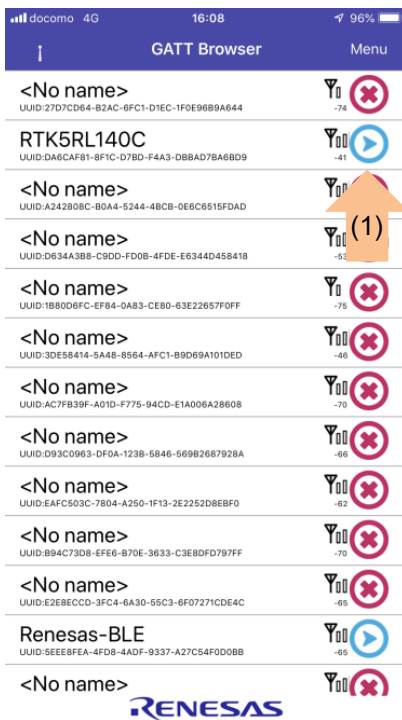 docomo 4G 16:08 96%
GATT Browser Menu
<No name>
UUID:27D7CD64-B2AC-6FC1-D1EC-1F0E96B9A644 -74
RTK5RL140C
UUID:DA6CAF81-8F1C-D7BD-F4A3-DBBAD7BA6BD9 -41
<No name>
UUID:A242808C-B0A4-5244-4BCB-0E6C6515FDAD
(1)
<No name>
UUID:D634A3B8-C9DD-FD0B-4FDE-E6344D458418 -53
<No name>
UUID:1B80D6FC-EF84-0A83-CE80-63E22657F0FF -75
<No name>
UUID:3DE58414-5A48-8564-AFC1-B9D69A101DED -46
<No name>
UUID:AC7FB39F-A01D-F775-94CD-E1A006A28608 -70
<No name>
UUID:D93C0963-DF0A-123B-5846-569B2687928A -66
<No name>
UUID:EAFC503C-7804-A250-1F13-2E2252D8EBF0 -62
<No name>
UUID:B94C73D8-EFE6-B70E-3633-C3E8DFD797FF -70
<No name>
UUID:E2E8ECCD-3FC4-6A30-55C3-6F07271CDE4C -65
Renesas-BLE
UUID:5EEE8FEA-4FD8-4ADF-9337-A27C54F0D0BB -65
<No name>
RENESAS